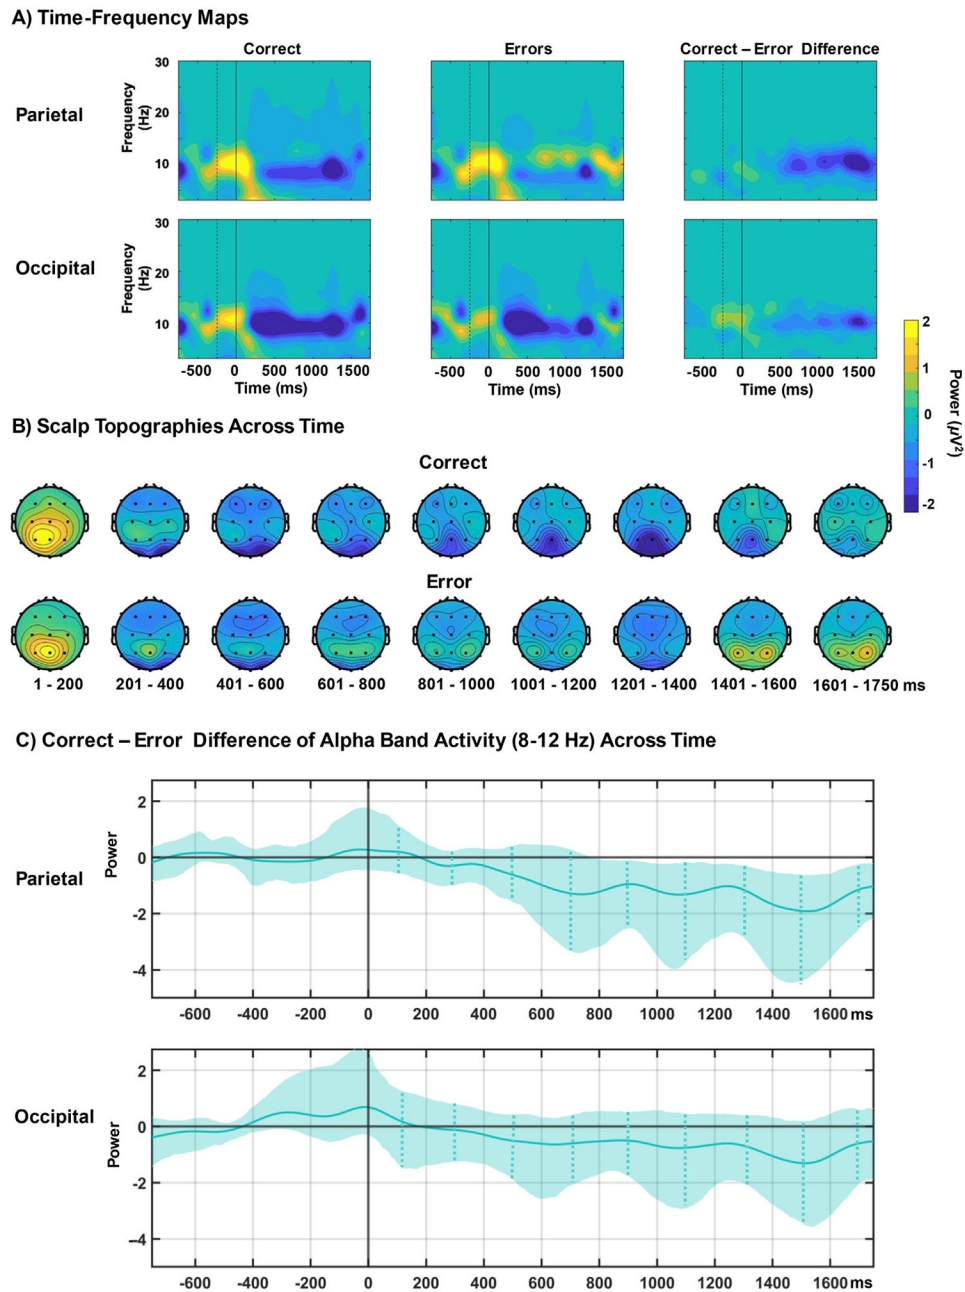 A) Time-Frequency Maps
Correct Errors Correct – Error Difference
Parietal
Frequency (Hz)
30
20
10
Occipital
Frequency (Hz)
30
20
10
-500 0 500 1000 1500 -500 0 500 1000 1500 -500 0 500 1000 1500
Time (ms) Time (ms) Time (ms)
2
1
0
-1
-2
Power (μV²)
B) Scalp Topographies Across Time
Correct
Error
1 - 200 201 - 400 401 - 600 601 - 800 801 - 1000 1001 - 1200 1201 - 1400 1401 - 1600 1601 - 1750 ms
C) Correct – Error Difference of Alpha Band Activity (8-12 Hz) Across Time
Parietal
Power
2
0
-2
-4
-600 -400 -200 0 200 400 600 800 1000 1200 1400 1600 ms
Occipital
Power
2
0
-2
-4
-600 -400 -200 0 200 400 600 800 1000 1200 1400 1600 ms